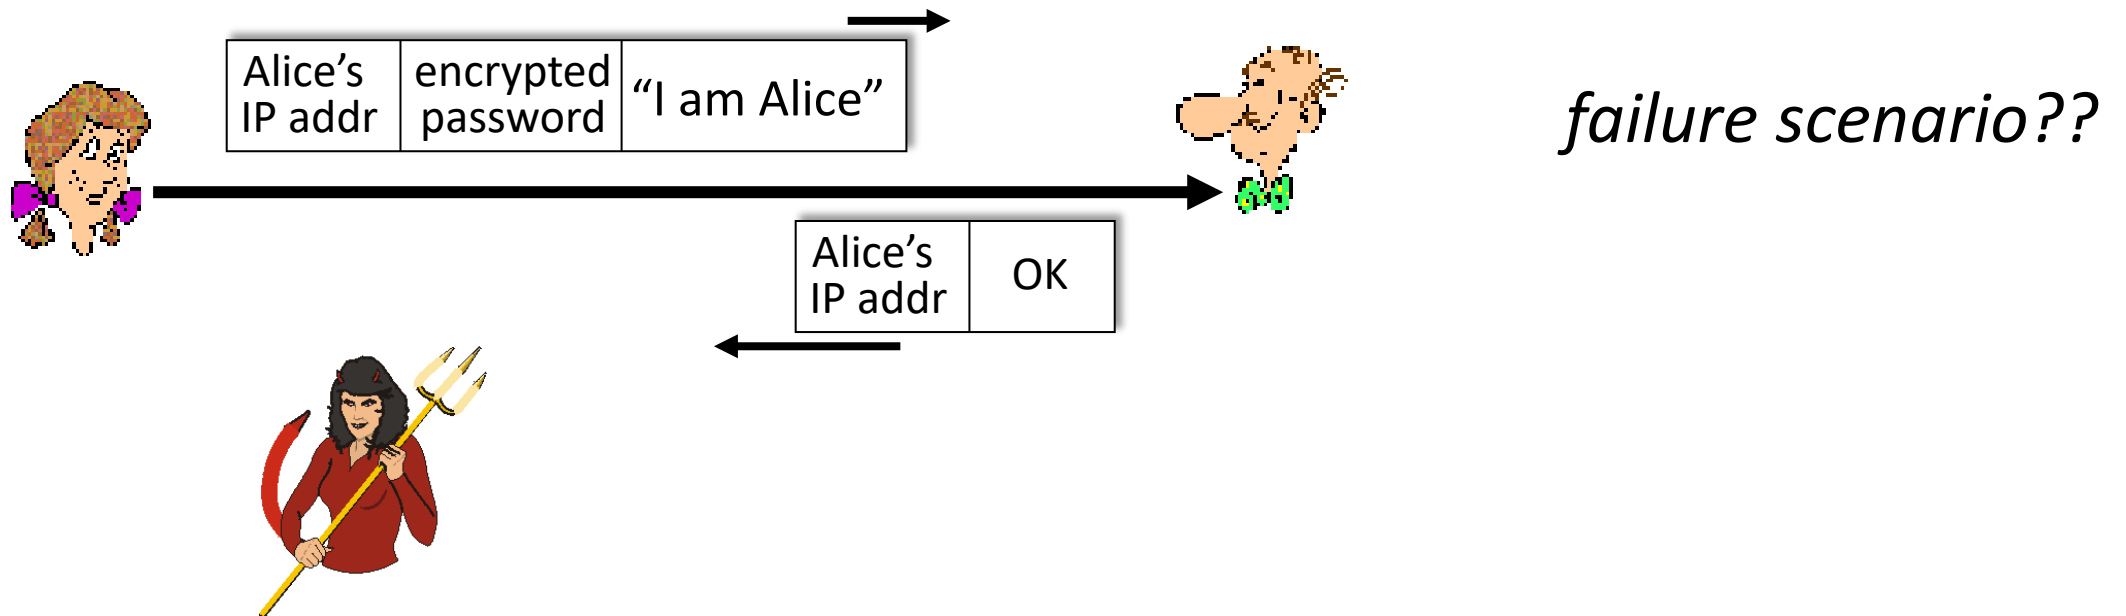 Alice’s
IP addr
encrypted
password
“I am Alice”
failure scenario??
Alice’s
IP addr
OK